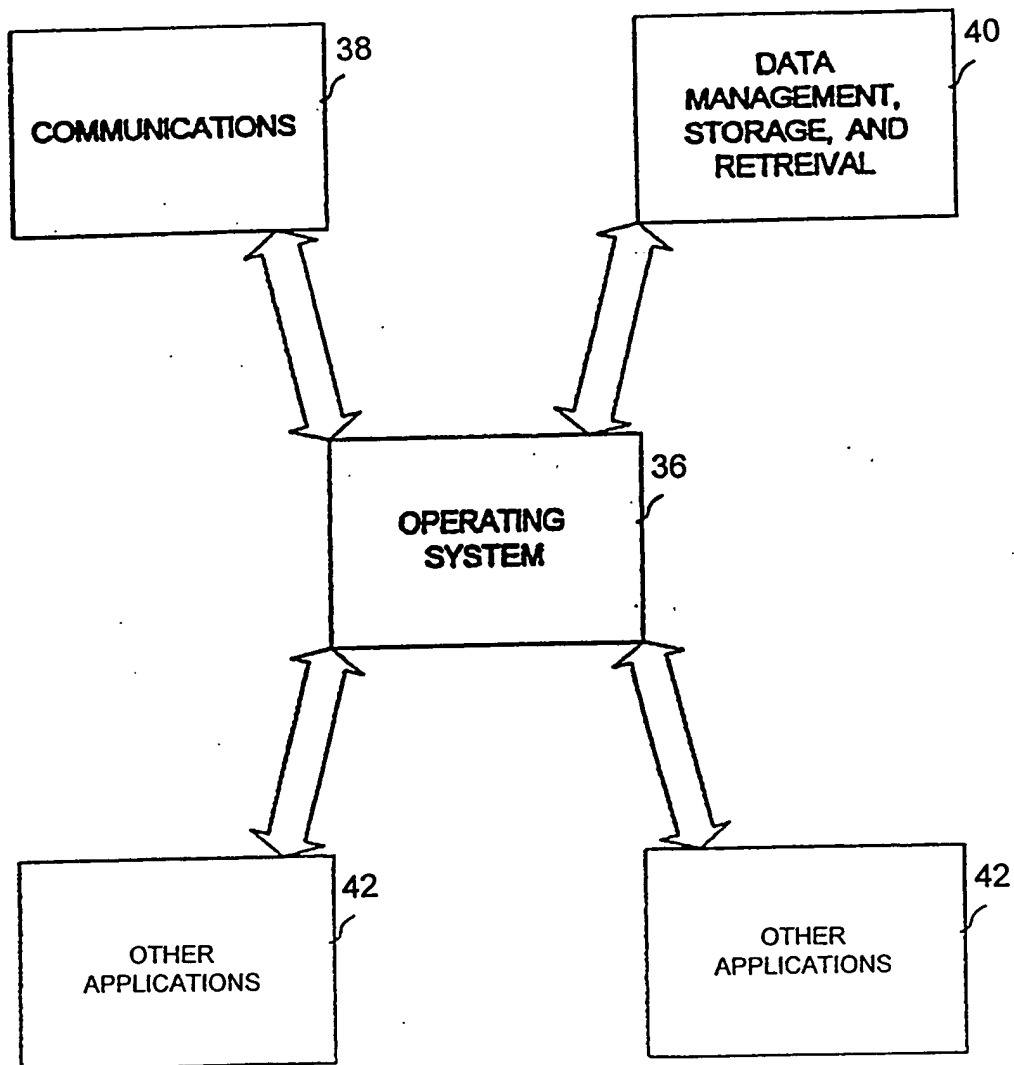 38
COMMUNICATIONS
40
DATA
MANAGEMENT,
STORAGE, AND
RETREIVAL
36
OPERATING
SYSTEM
42
OTHER
APPLICATIONS
42
OTHER
APPLICATIONS